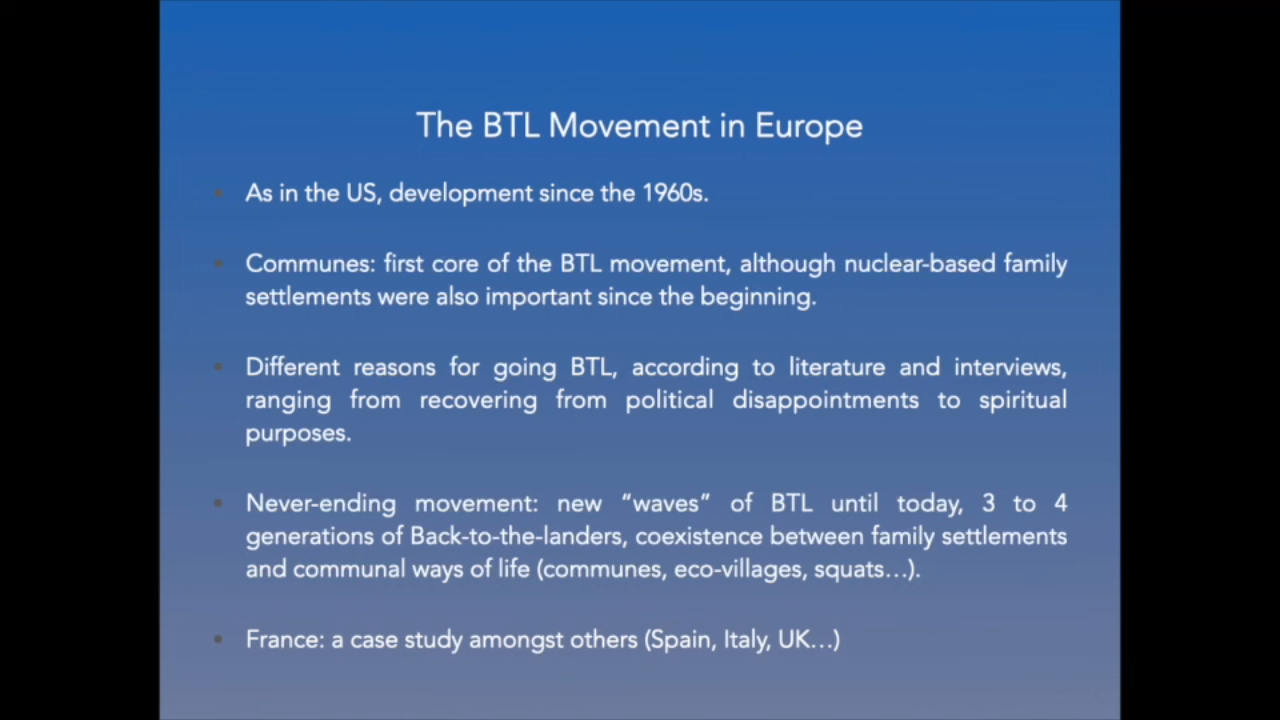 The BTL Movement in Europe
• As in the US, development since the 1960s.
• Communes: first core of the BTL movement, although nuclear-based family
settlements were also important since the beginning.
• Different reasons for going BTL, according to literature and interviews,
ranging from recovering from political disappointments to spiritual
purposes.
• Never-ending movement: new “waves” of BTL until today, 3 to 4
generations of Back-to-the-landers, coexistence between family settlements
and communal ways of life (communes, eco-villages, squats…).
• France: a case study amongst others (Spain, Italy, UK…)